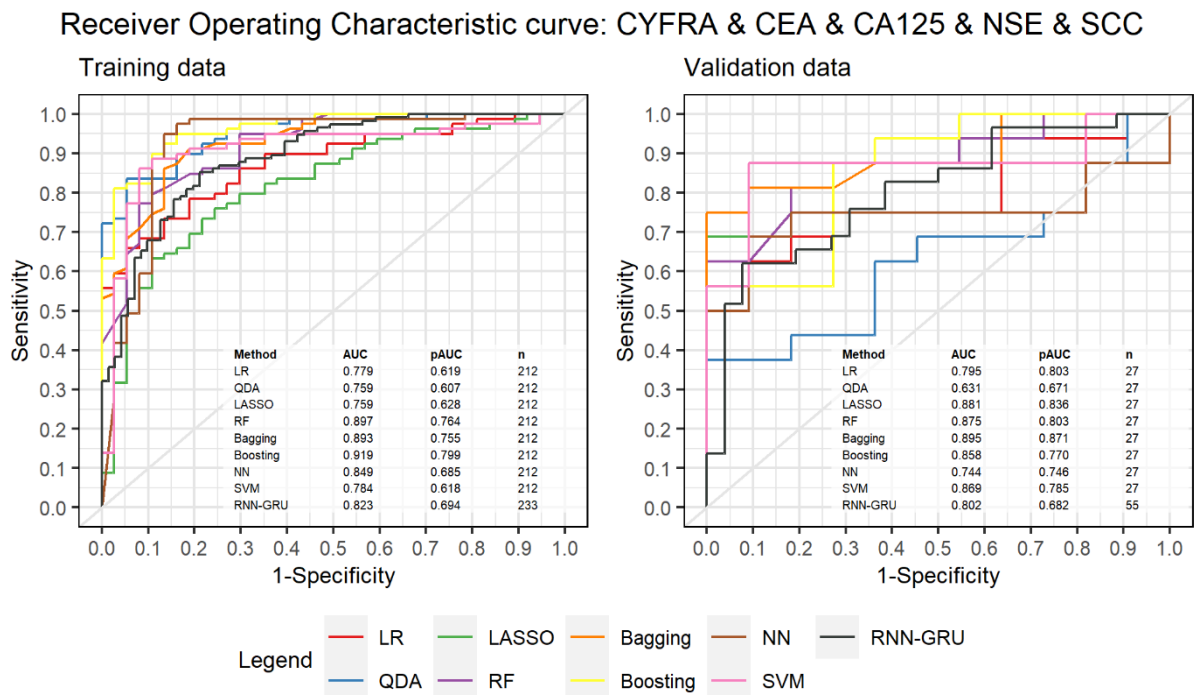 Receiver Operating Characteristic curve: CYFRA & CEA & CA125 & NSE & SCC
Training data
1.0
0.9
0.8
0.7
0.6
0.5
0.4
0.3
0.2
0.1
0.0
Sensitivity
Method AUC pAUC n
LR 0.779 0.619 212
QDA 0.759 0.607 212
LASSO 0.759 0.628 212
RF 0.897 0.764 212
Bagging 0.893 0.755 212
Boosting 0.919 0.799 212
NN 0.849 0.685 212
SVM 0.784 0.618 212
RNN-GRU 0.823 0.694 233
0.0 0.1 0.2 0.3 0.4 0.5 0.6 0.7 0.8 0.9 1.0
1-Specificity
Validation data
1.0
0.9
0.8
0.7
0.6
0.5
0.4
0.3
0.2
0.1
0.0
Sensitivity
Method AUC pAUC n
LR 0.795 0.803 27
QDA 0.631 0.671 27
LASSO 0.881 0.836 27
RF 0.875 0.803 27
Bagging 0.895 0.871 27
Boosting 0.858 0.770 27
NN 0.744 0.746 27
SVM 0.869 0.785 27
RNN-GRU 0.802 0.682 55
0.0 0.1 0.2 0.3 0.4 0.5 0.6 0.7 0.8 0.9 1.0
1-Specificity
Legend
LR LASSO Bagging NN RNN-GRU
QDA RF Boosting SVM